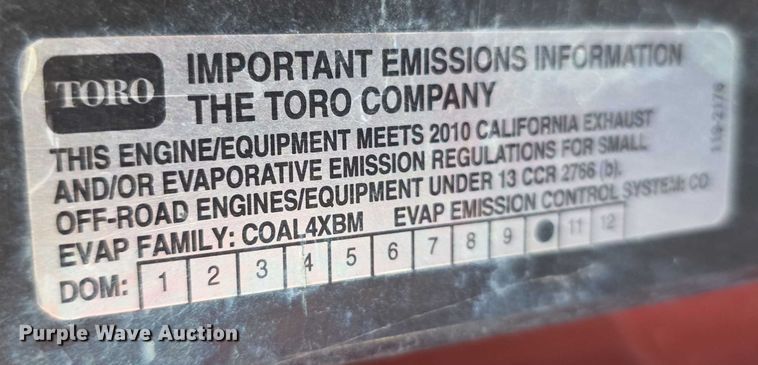 TORO
IMPORTANT EMISSIONS INFORMATION
THE TORO COMPANY
THIS ENGINE/EQUIPMENT MEETS 2010 CALIFORNIA EXHAUST
AND/OR EVAPORATIVE EMISSION REGULATIONS FOR SMALL
OFF-ROAD ENGINES/EQUIPMENT UNDER 13 CCR 2766 (b).
EVAP FAMILY: COAL4XBM EVAP EMISSION CONTROL SYSTEM: CO
DOM: 1 2 3 4 5 6 7 8 9 11 12
Purple Wave Auction